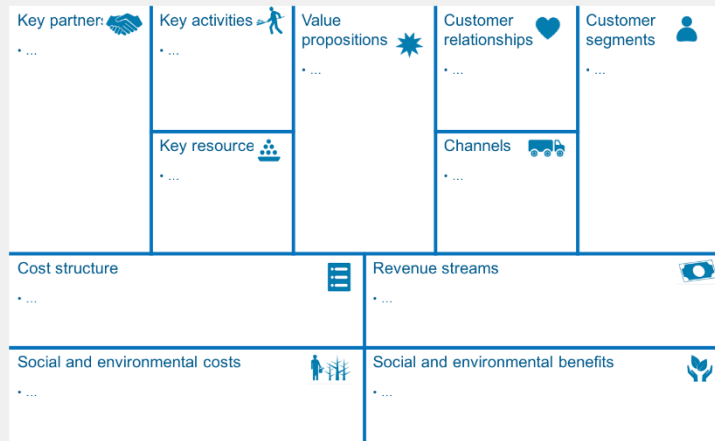 Key partners
• ...
Key activities
• ...
Value
propositions
• ...
Customer
relationships
• ...
Customer
segments
• ...
Key resource
• ...
Channels
• ...
Cost structure
• ...
Revenue streams
• ...
Social and environmental costs
• ...
Social and environmental benefits
• ...